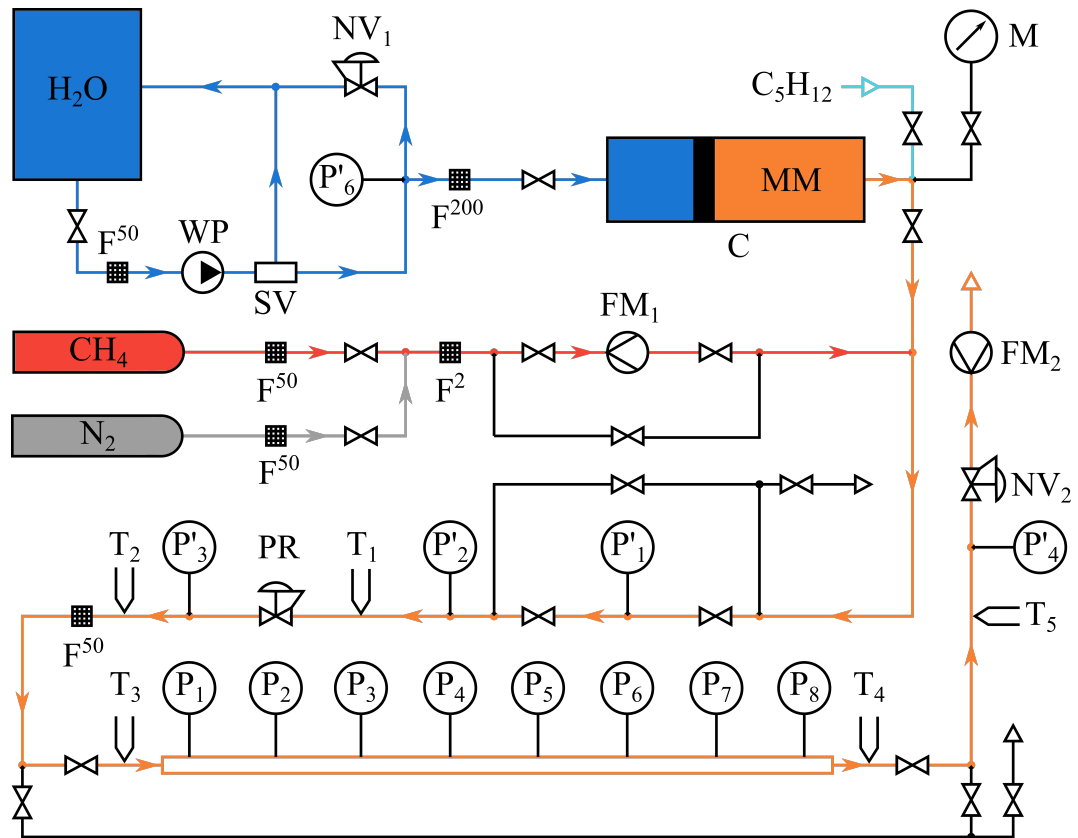 NV₁
M
H₂O
C₅H₁₂
P'₆
MM
F²⁰⁰
F⁵⁰
WP
C
SV
FM₁
CH₄
FM₂
F⁵⁰
F²
N₂
F⁵⁰
NV₂
T₂
P'₃
PR
T₁
P'₂
P'₁
P'₄
T₅
F⁵⁰
T₃
P₁
P₂
P₃
P₄
P₅
P₆
P₇
P₈
T₄